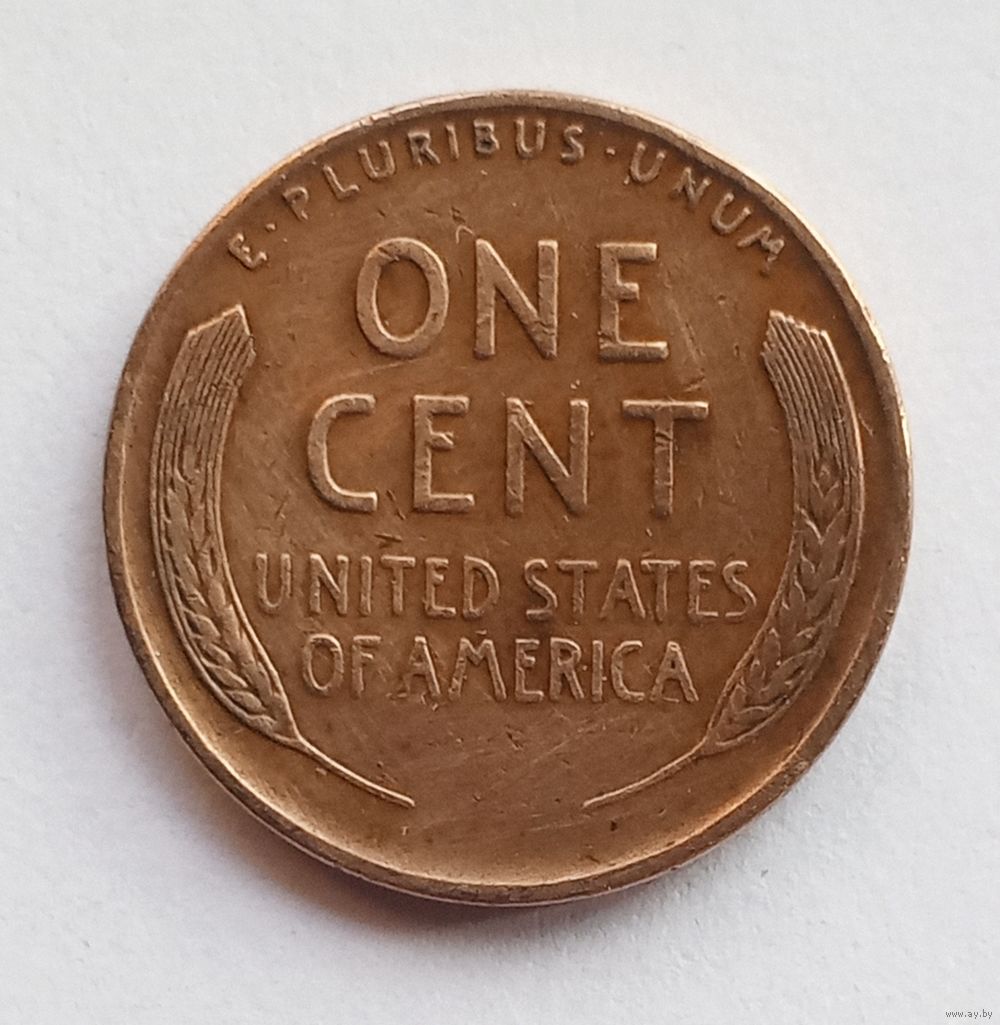 E·PLURIBUS·UNUM
ONE
CENT
UNITED STATES
OF AMERICA
www.ay.by